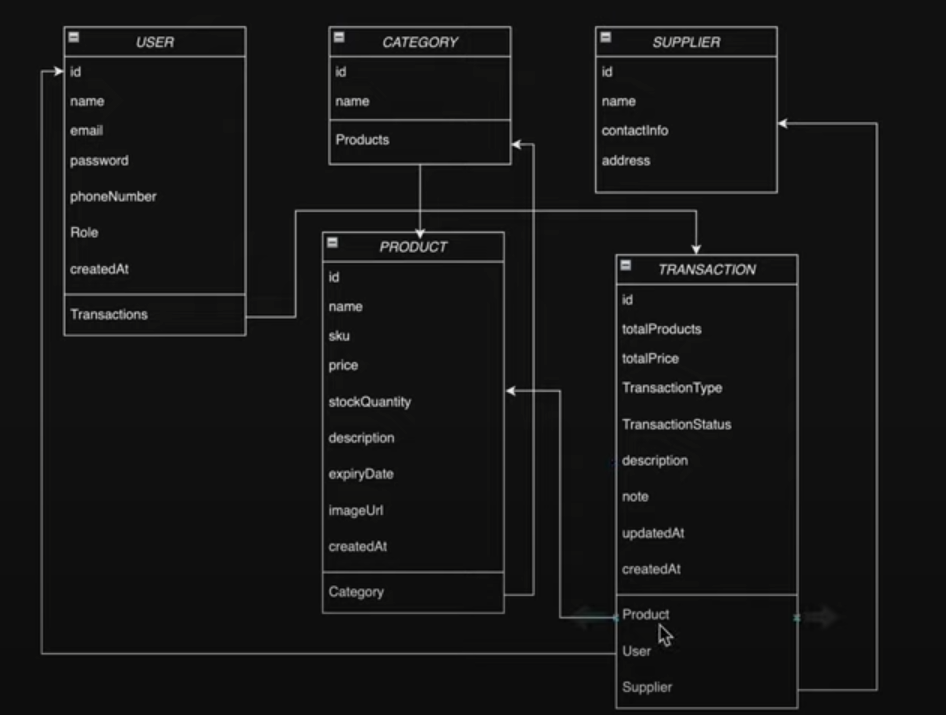 USER
id
name
email
password
phoneNumber
Role
createdAt
Transactions
CATEGORY
id
name
Products
SUPPLIER
id
name
contactInfo
address
PRODUCT
id
name
sku
price
stockQuantity
description
expiryDate
imageUrl
createdAt
Category
TRANSACTION
id
totalProducts
totalPrice
TransactionType
TransactionStatus
description
note
updatedAt
createdAt
Product
User
Supplier